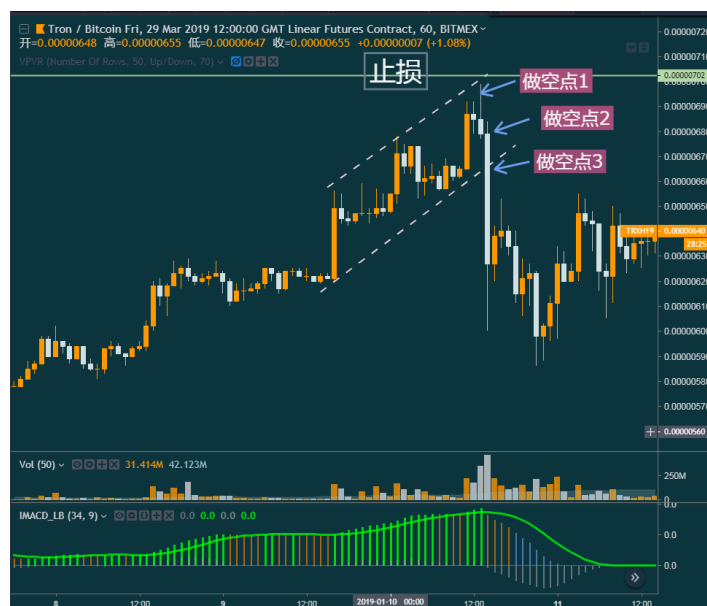 Tron / Bitcoin Fri, 29 Mar 2019 12:00:00 GMT Linear Futures Contract, 60, BITMEX
开=0.00000648 高=0.00000655 低=0.00000647 收=0.00000655 +0.00000007 (+1.08%)
VPVR (Number Of Rows, 50, Up/Down, 70)
止损
做空点1
做空点2
做空点3
0.00000720
0.00000710
0.00000702
0.00000690
0.00000680
0.00000670
0.00000660
0.00000650
TRXH19 0.00000640
28:25
0.00000630
0.00000620
0.00000610
0.00000600
0.00000590
0.00000580
0.00000570
0.00000560
Vol (50) 31.414M 42.123M
250M
0
IMACD_LB (34, 9) 0.0 0.0 0.0 0.0
0.0
0.0
0.0
8 12:00 9 12:00 2019-01-10 00:00 12:00 11 12:00